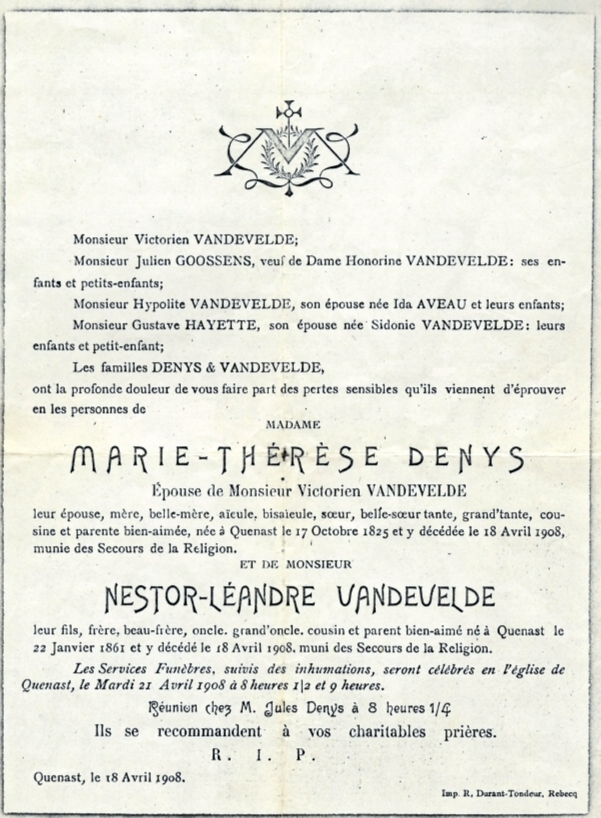 Monsieur Victorien VANDEVELDE;
Monsieur Julien GOOSSENS, veuf de Dame Honorine VANDEVELDE: ses en-
fants et petits-enfants;
Monsieur Hypolite VANDEVELDE, son épouse née Ida AVEAU et leurs enfants;
Monsieur Gustave HAYETTE, son épouse née Sidonie VANDEVELDE: leurs
enfants et petit-enfant;
Les familles DENYS & VANDEVELDE,
ont la profonde douleur de vous faire part des pertes sensibles qu'ils viennent d'éprouver
en les personnes de
MADAME
MARIE-THÉRÈSE DENYS
Épouse de Monsieur Victorien VANDEVELDE
leur épouse, mère, belle-mère, aïeule, bisaïeule, sœur, belle-sœur tante, grand'tante, cou-
sine et parente bien-aimée, née à Quenast le 17 Octobre 1825 et y décédée le 18 Avril 1908,
munie des Secours de la Religion.
ET DE MONSIEUR
NESTOR-LÉANDRE VANDEVELDE
leur fils, frère, beau-frère, oncle. grand'oncle. cousin et parent bien-aimé né à Quenast le
22 Janvier 1861 et y décédé le 18 Avril 1908. muni des Secours de la Religion.
Les Services Funèbres, suivis des inhumations, seront célébrés en l'église de
Quenast, le Mardi 21 Avril 1908 à 8 heures 1|2 et 9 heures.
Réunion chez M. Jules Denys à 8 heures 1/4
Ils se recommandent à vos charitables prières.
R. I. P.
Quenast, le 18 Avril 1908.
Imp. R, Durant-Tondeur, Rebecq